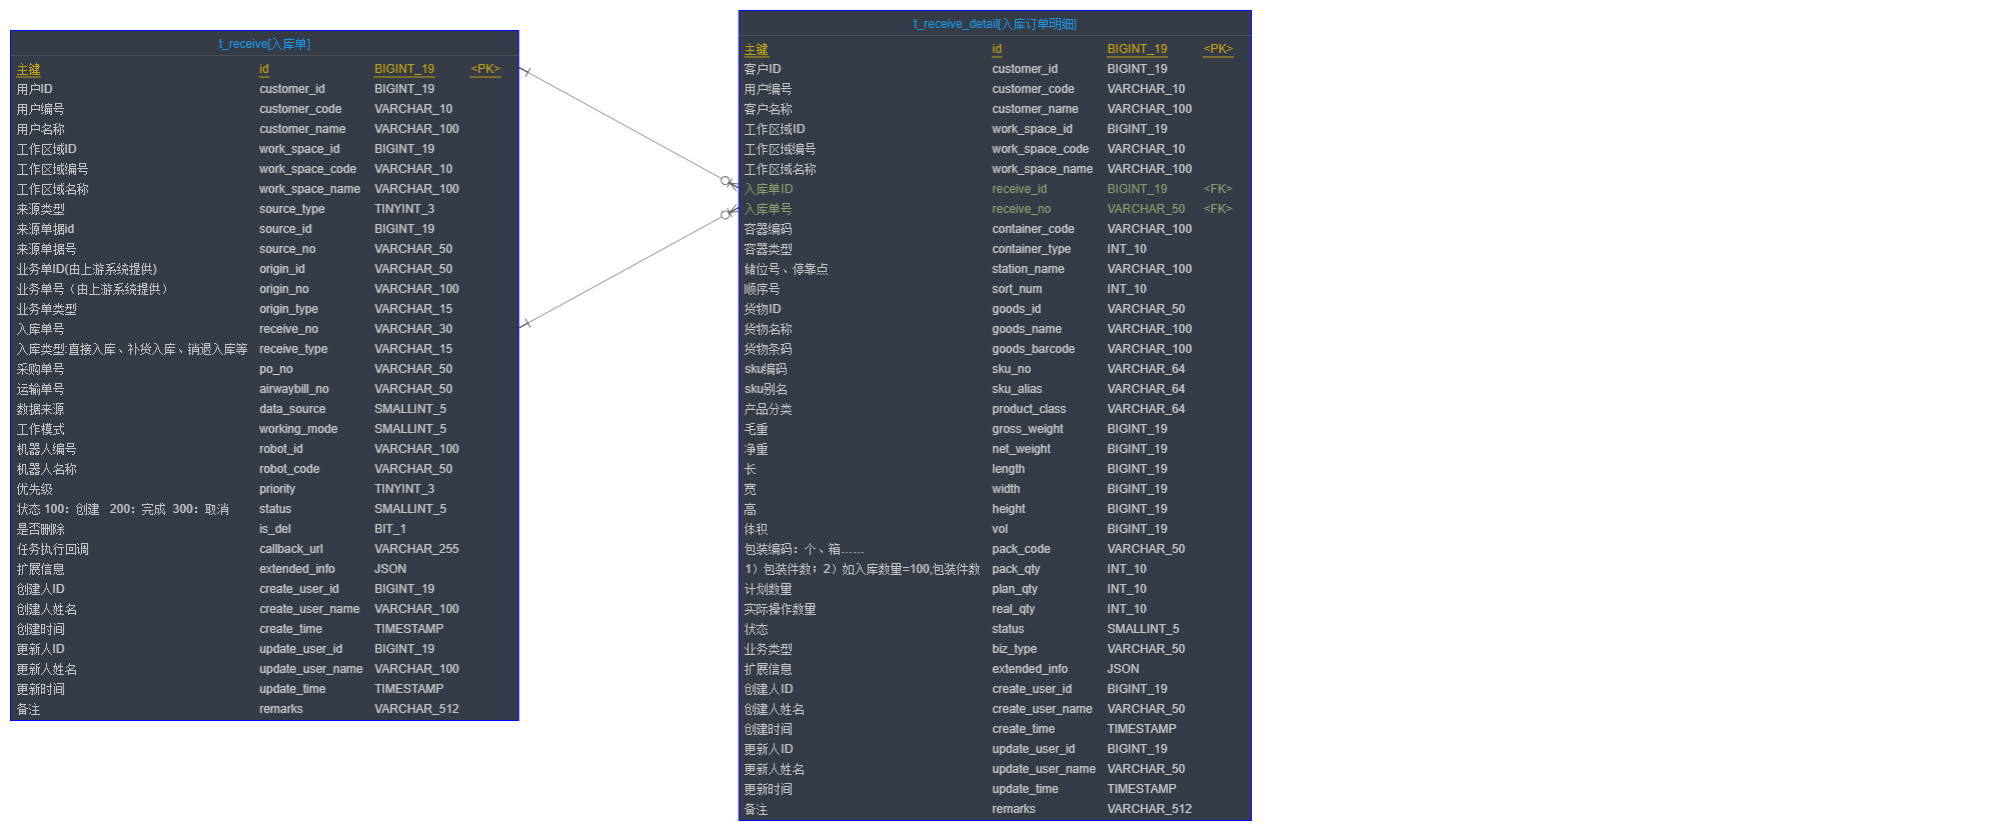 t_receive[入库单]
主键 id BIGINT_19 <PK>
用户ID customer_id BIGINT_19
用户编号 customer_code VARCHAR_10
用户名称 customer_name VARCHAR_100
工作区域ID work_space_id BIGINT_19
工作区域编号 work_space_code VARCHAR_10
工作区域名称 work_space_name VARCHAR_100
来源类型 source_type TINYINT_3
来源单据id source_id BIGINT_19
来源单据号 source_no VARCHAR_50
业务单ID(由上游系统提供) origin_id VARCHAR_50
业务单号（由上游系统提供） origin_no VARCHAR_100
业务单类型 origin_type VARCHAR_15
入库单号 receive_no VARCHAR_30
入库类型:直接入库、补货入库、销退入库等 receive_type VARCHAR_15
采购单号 po_no VARCHAR_50
运输单号 airwaybill_no VARCHAR_50
数据来源 data_source SMALLINT_5
工作模式 working_mode SMALLINT_5
机器人编号 robot_id VARCHAR_100
机器人名称 robot_code VARCHAR_50
优先级 priority TINYINT_3
状态 100：创建 200：完成 300：取消 status SMALLINT_5
是否删除 is_del BIT_1
任务执行回调 callback_url VARCHAR_255
扩展信息 extended_info JSON
创建人ID create_user_id BIGINT_19
创建人姓名 create_user_name VARCHAR_100
创建时间 create_time TIMESTAMP
更新人ID update_user_id BIGINT_19
更新人姓名 update_user_name VARCHAR_100
更新时间 update_time TIMESTAMP
备注 remarks VARCHAR_512
t_receive_detail[入库订单明细]
主键 id BIGINT_19 <PK>
客户ID customer_id BIGINT_19
用户编号 customer_code VARCHAR_10
客户名称 customer_name VARCHAR_100
工作区域ID work_space_id BIGINT_19
工作区域编号 work_space_code VARCHAR_10
工作区域名称 work_space_name VARCHAR_100
入库单ID receive_id BIGINT_19 <FK>
入库单号 receive_no VARCHAR_50 <FK>
容器编码 container_code VARCHAR_100
容器类型 container_type INT_10
储位号、停靠点 station_name VARCHAR_100
顺序号 sort_num INT_10
货物ID goods_id VARCHAR_50
货物名称 goods_name VARCHAR_100
货物条码 goods_barcode VARCHAR_100
sku编码 sku_no VARCHAR_64
sku别名 sku_alias VARCHAR_64
产品分类 product_class VARCHAR_64
毛重 gross_weight BIGINT_19
净重 net_weight BIGINT_19
长 length BIGINT_19
宽 width BIGINT_19
高 height BIGINT_19
体积 vol BIGINT_19
包装编码：个、箱...... pack_code VARCHAR_50
1）包装件数；2）如入库数量=100,包装件数 pack_qty INT_10
计划数量 plan_qty INT_10
实际操作数量 real_qty INT_10
状态 status SMALLINT_5
业务类型 biz_type VARCHAR_50
扩展信息 extended_info JSON
创建人ID create_user_id BIGINT_19
创建人姓名 create_user_name VARCHAR_50
创建时间 create_time TIMESTAMP
更新人ID update_user_id BIGINT_19
更新人姓名 update_user_name VARCHAR_50
更新时间 update_time TIMESTAMP
备注 remarks VARCHAR_512